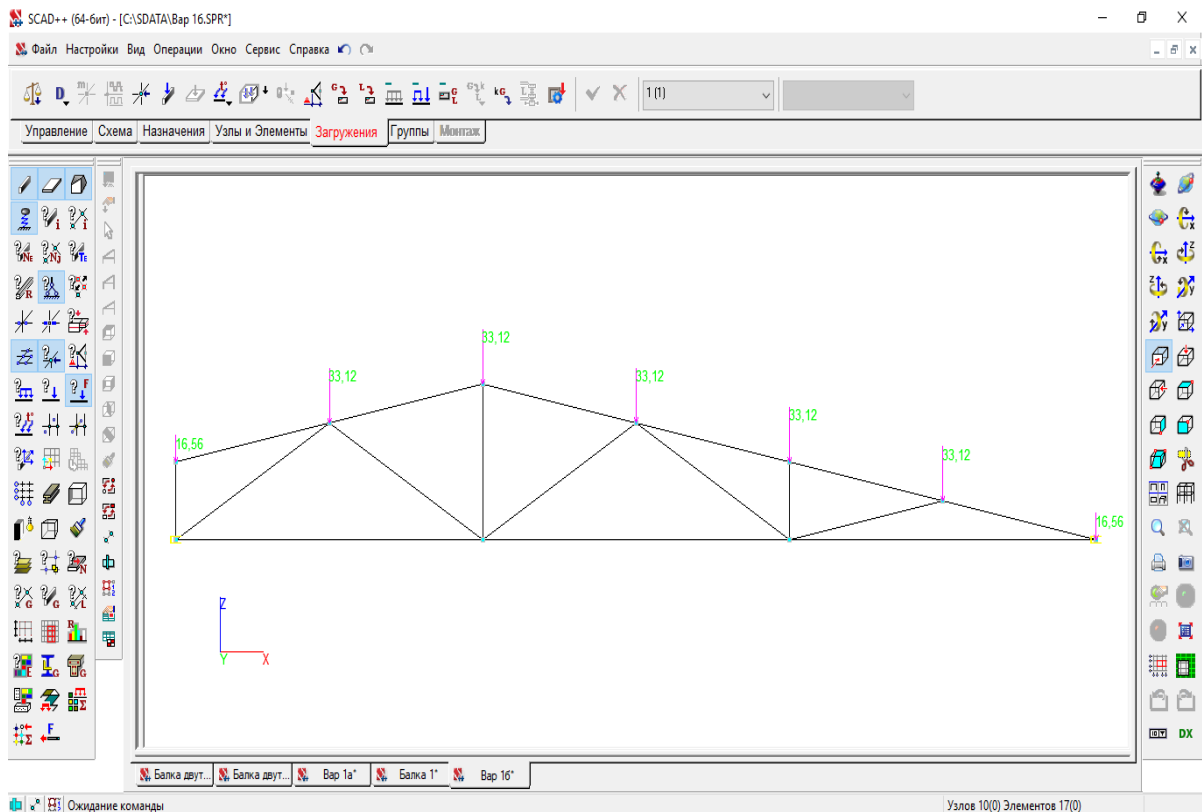 SCAD++ (64-бит) - [C:\SDATA\Вар 16.SPR*]
Файл Настройки Вид Операции Окно Сервис Справка
1 (1)
Управление Схема Назначения Узлы и Элементы Загружения Группы Монтаж
33,12
33,12 33,12
33,12
16,56
33,12
16,56
Z
Y X
Балка двут... Балка двут... Вар 1а* Балка 1* Вар 16*
Ожидание команды Узлов 10(0) Элементов 17(0)